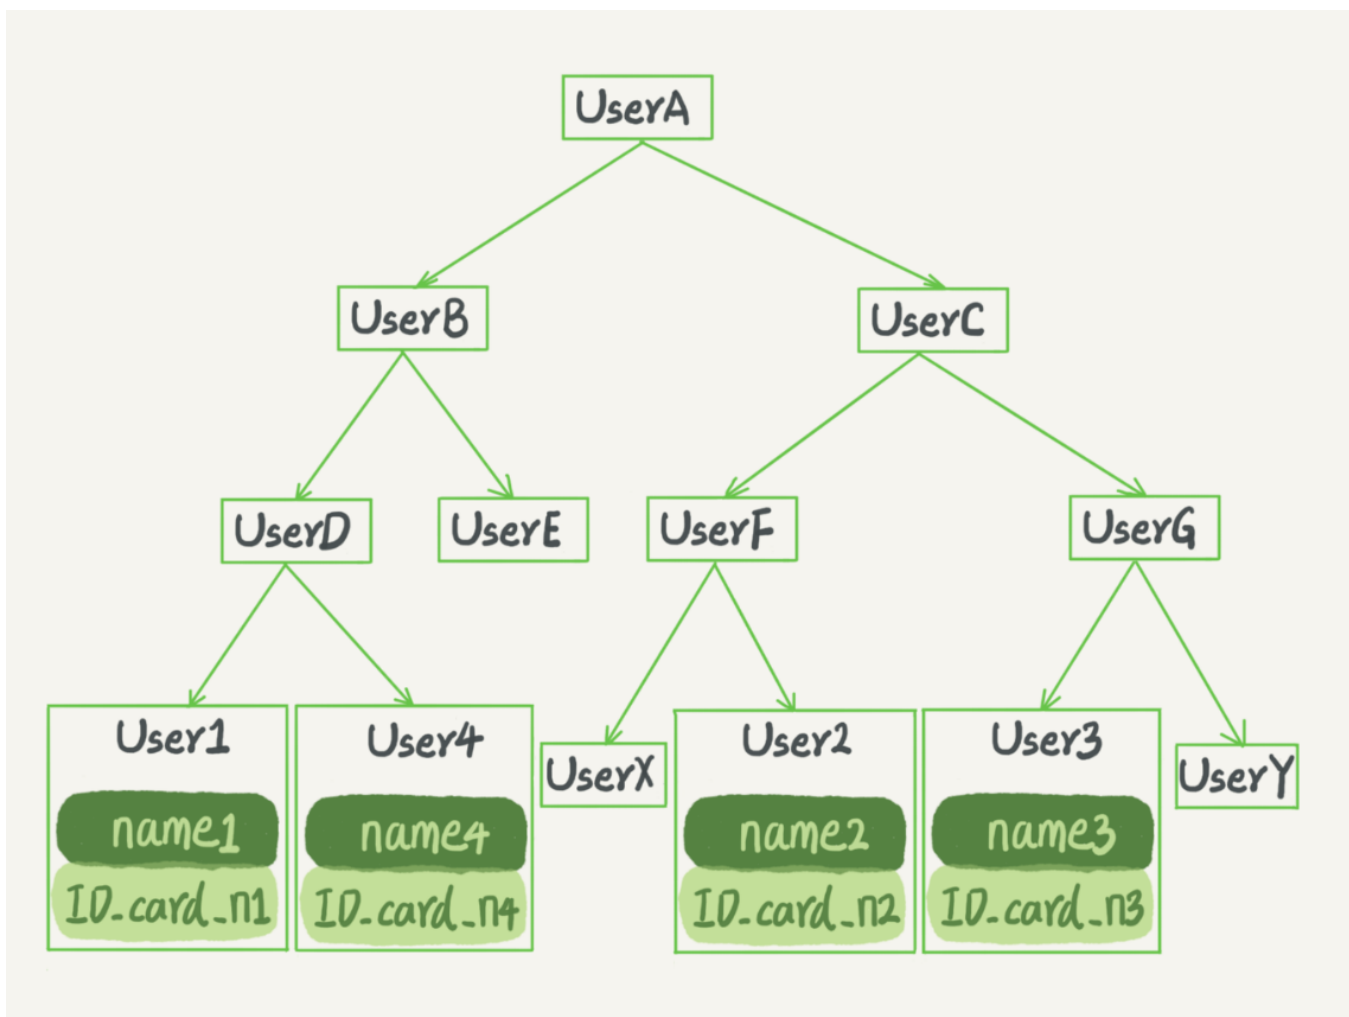 UserA
UserB
UserC
UserD
UserE
UserF
UserG
User1
User4
UserX
User2
User3
UserY
name1
name4
name2
name3
ID_card_n1
ID_card_n4
ID_card_n2
ID_card_n3